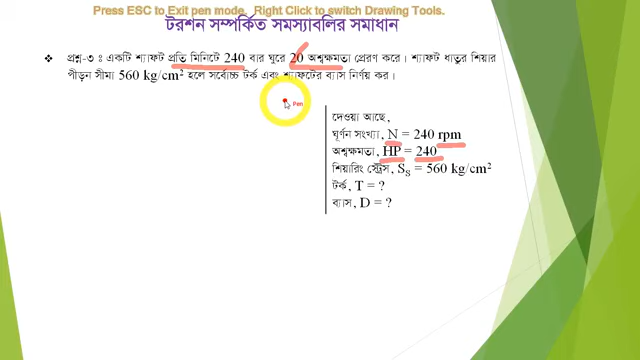 Press ESC to Exit pen mode. Right Click to switch Drawing Tools.
টরশন সম্পর্কিত সমস্যাবলির সমাধান
❖ প্রশ্ন-৩ : একটি শ্যাফট প্রতি মিনিটে 240 বার ঘুরে 20 অশ্বক্ষমতা প্রেরণ করে। শ্যাফট ধাতুর শিয়ার
পীড়ন সীমা 560 kg/cm² হলে সর্বোচ্চ টর্ক এবং শ্যাফটের ব্যাস নির্ণয় কর।
Pen
দেওয়া আছে,
ঘূর্ণন সংখ্যা, N = 240 rpm
অশ্বক্ষমতা, HP = 240
শিয়ারিং স্ট্রেস, Sₛ = 560 kg/cm²
টর্ক, T = ?
ব্যাস, D = ?